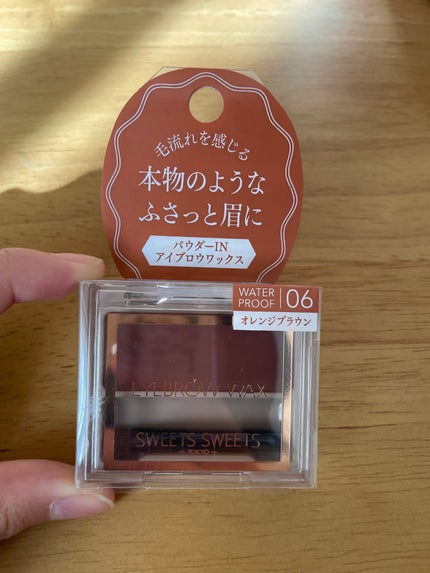 毛流れを感じる
本物のような
ふさっと眉に
パウダーIN
アイブロウワックス
WATER
PROOF
06
オレンジブラウン
EYEBROW WAX
SWEETS SWEETS
TOKYO